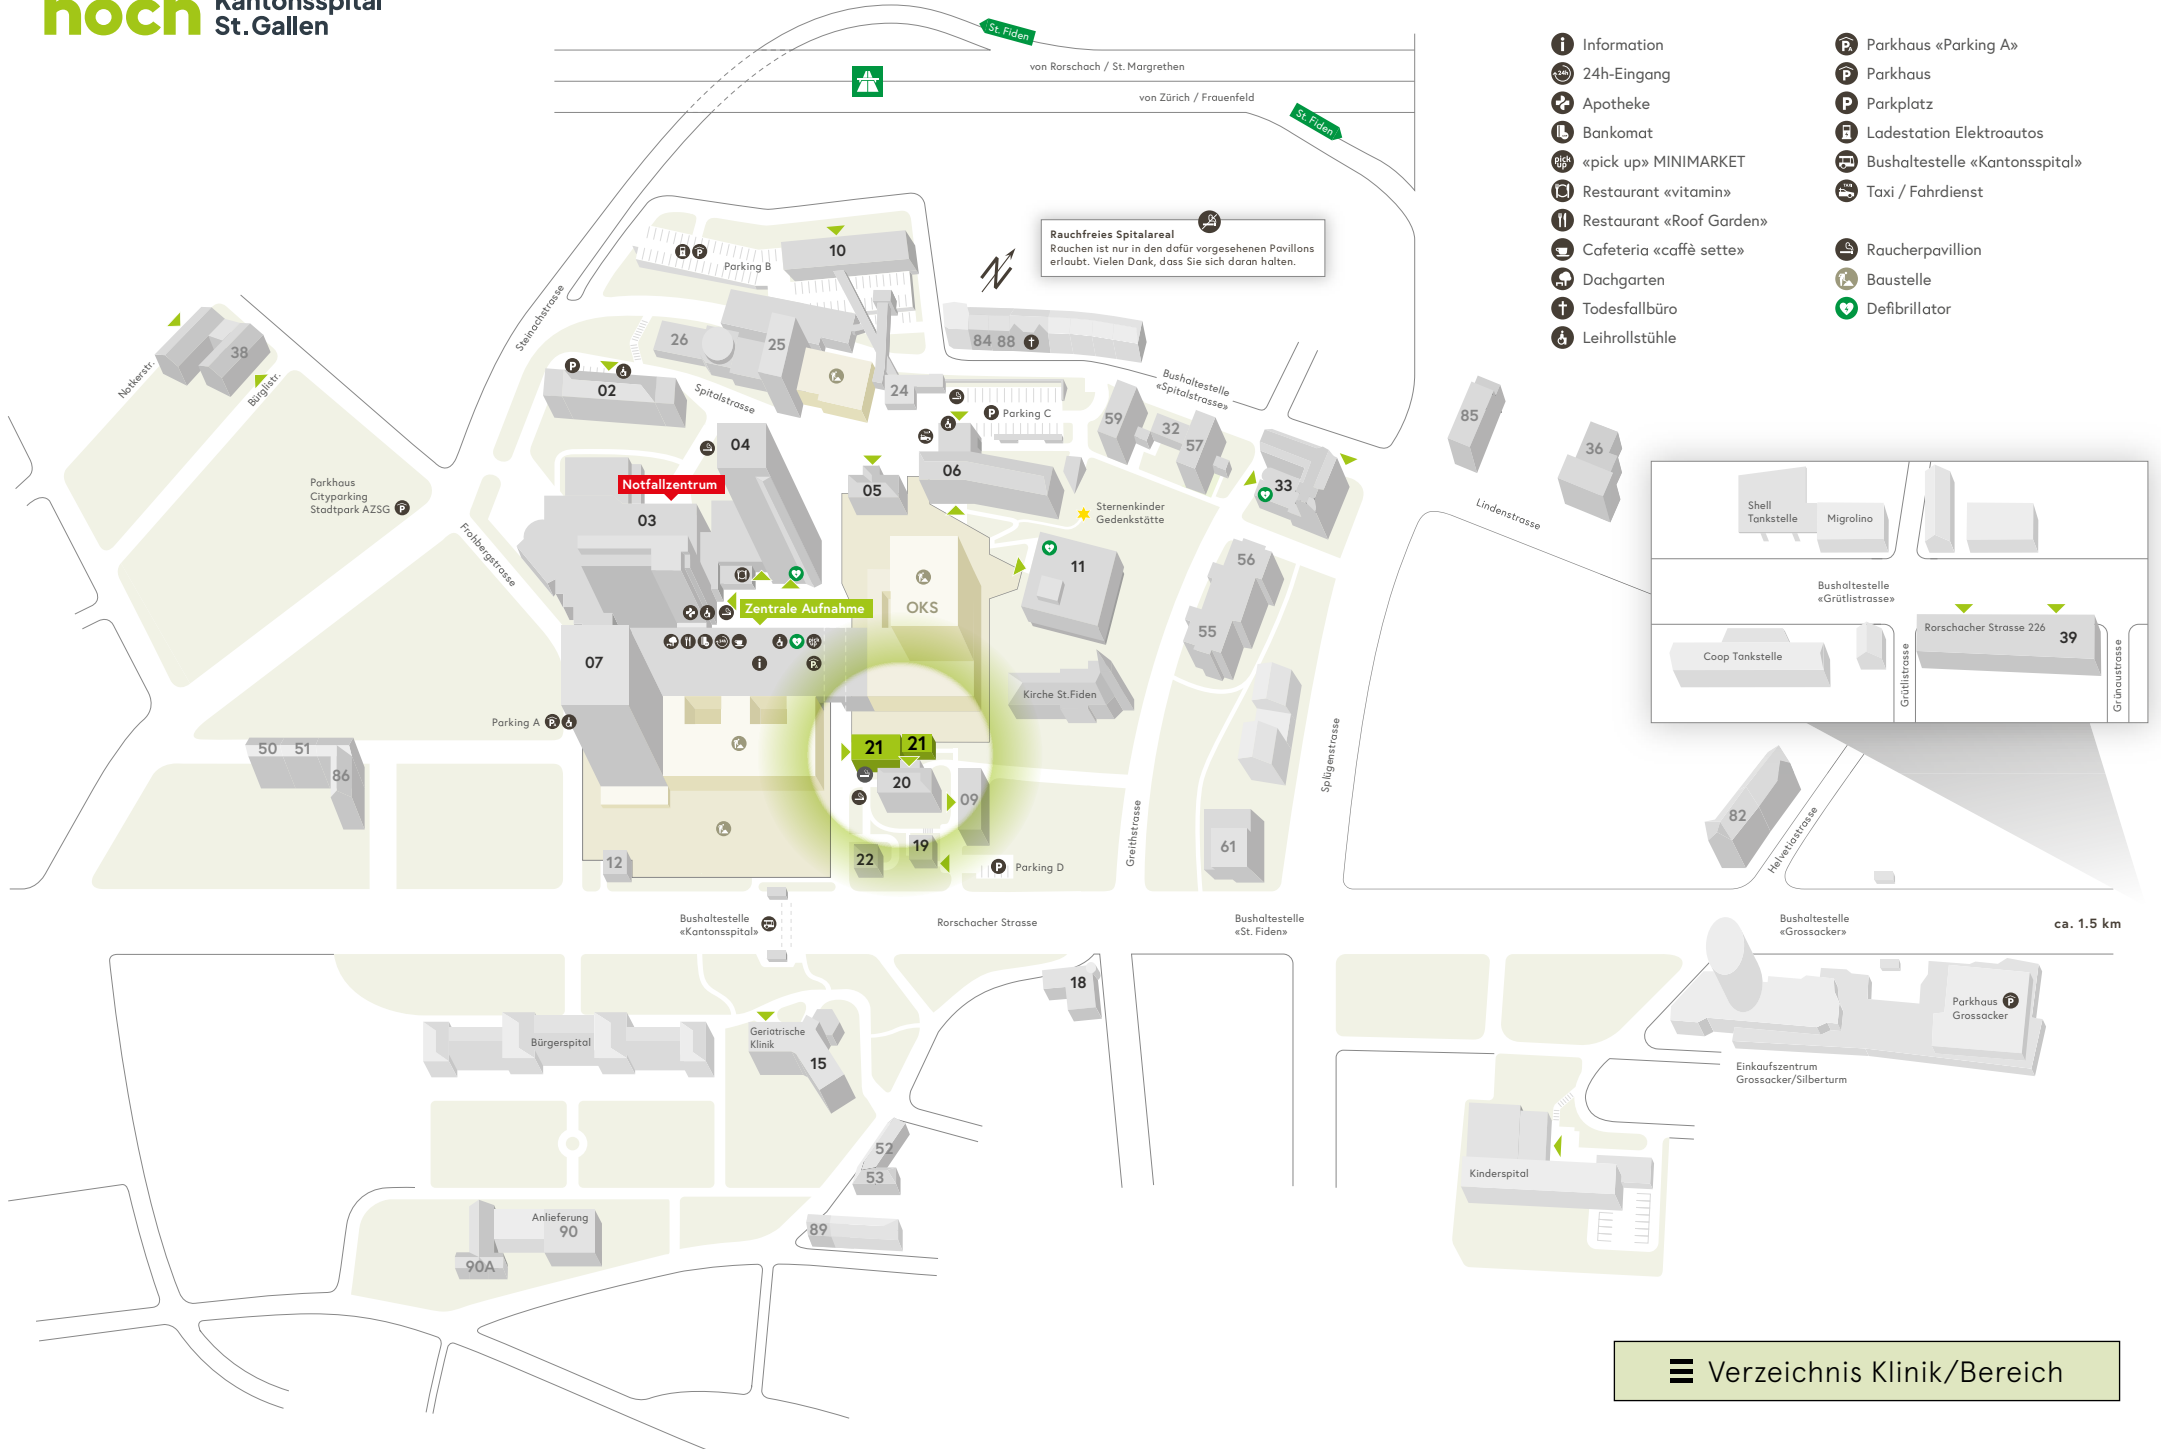 noch Kantonsspital
St.Gallen
St. Fiden
von Rorschach / St. Margrethen
von Zürich / Frauenfeld
St. Fiden
Information
24h-Eingang
Apotheke
Bankomat
pick up «pick up» MINIMARKET
Restaurant «vitamin»
Restaurant «Roof Garden»
Cafeteria «caffè sette»
Dachgarten
Todesfallbüro
Leihrollstühle
Parkhaus «Parking A»
Parkhaus
Parkplatz
Ladestation Elektroautos
Bushaltestelle «Kantonsspital»
Taxi / Fahrdienst
Raucherpavillion
Baustelle
Defibrillator
Rauchfreies Spitalareal
Rauchen ist nur in den dafür vorgesehenen Pavillons
erlaubt. Vielen Dank, dass Sie sich daran halten.
N
10
Parking B
Steinachstrasse
26
25
84 88
38
Notkerstr.
Bürglistr.
P
02
Spitalstrasse
24
Bushaltestelle
«Spitalstrasse»
P Parking C
59
32
57
85
36
04
06
05
33
Notfallzentrum
03
Parkhaus
Cityparking
Stadtpark AZSG P
Frohbergstrasse
Sternenkinder
Gedenkstätte
Lindenstrasse
11
56
55
OKS
Zentrale Aufnahme
07
Shell
Tankstelle
Migrolino
Bushaltestelle
«Grütlistrasse»
Rorschacher Strasse 226
39
Coop Tankstelle
Grütlistrasse
Grünaustrasse
Kirche St.Fiden
Parking A
50 51
86
21 21
20
09
19
22
12
P Parking D
Greithstrasse
Splügenstrasse
61
82
Helvetiastrasse
Bushaltestelle
«Kantonsspital»
Rorschacher Strasse
Bushaltestelle
«St. Fiden»
Bushaltestelle
«Grossacker»
ca. 1.5 km
18
Bürgerspital
Geriatrische
Klinik
15
Parkhaus
Grossacker
Einkaufszentrum
Grossacker/Silberturm
52
53
89
Anlieferung
90
90A
Kinderspital
Verzeichnis Klinik/Bereich